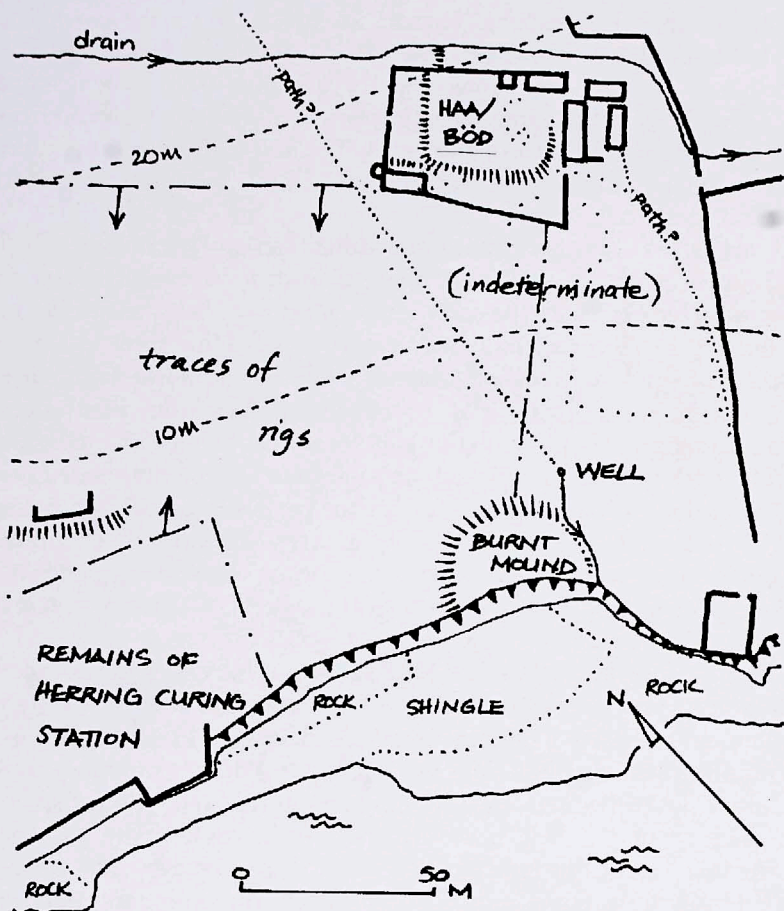 drain
path?
HAA/
BÖD
20m
path?
(indeterminate)
traces of
10m
rigs
WELL
BURNT
MOUND
REMAINS OF
HERRING CURING
STATION
ROCK
SHINGLE
N
ROCK
ROCK
0 50 M